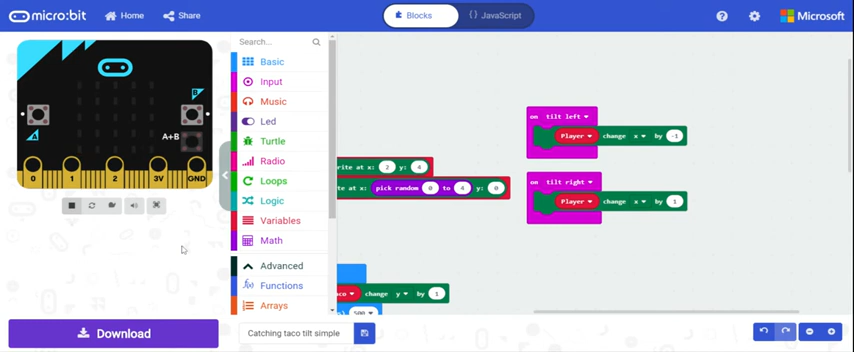 micro:bit Home Share Blocks {} JavaScript Microsoft
Search...
Basic
Input
Music
Led
Turtle
Radio
Loops
Logic
Variables
Math
Advanced
Functions
Arrays
B
A
A+B
0 1 2 3V GND
Download
on tilt left
Player change x by -1
on tilt right
Player change x by 1
rite at x: 2 y: 4
te at x: pick random 0 to 4 y: 0
co change y by 1
500
Catching taco tilt simple